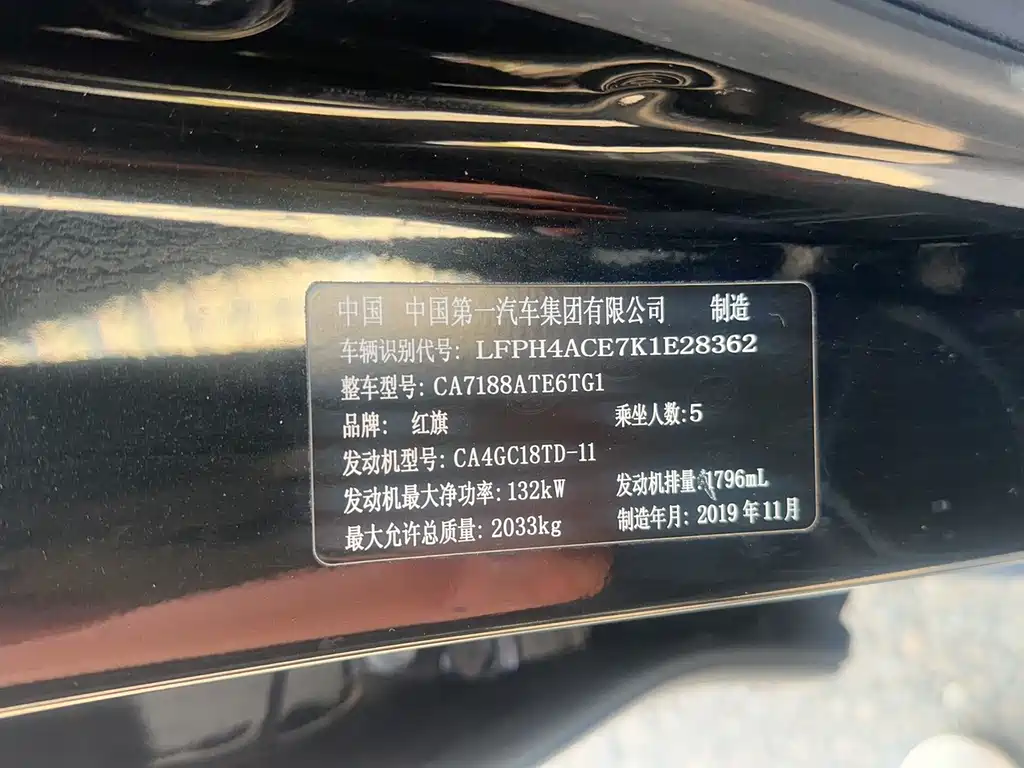 中国 中国第一汽车集团有限公司 制造
车辆识别代号: LFPH4ACE7K1E28362
整车型号: CA7188ATE6TG1
品牌: 红旗 乘坐人数:5
发动机型号: CA4GC18TD-11
发动机最大净功率: 132kW 发动机排量: 1796mL
最大允许总质量: 2033kg 制造年月: 2019 年 11月